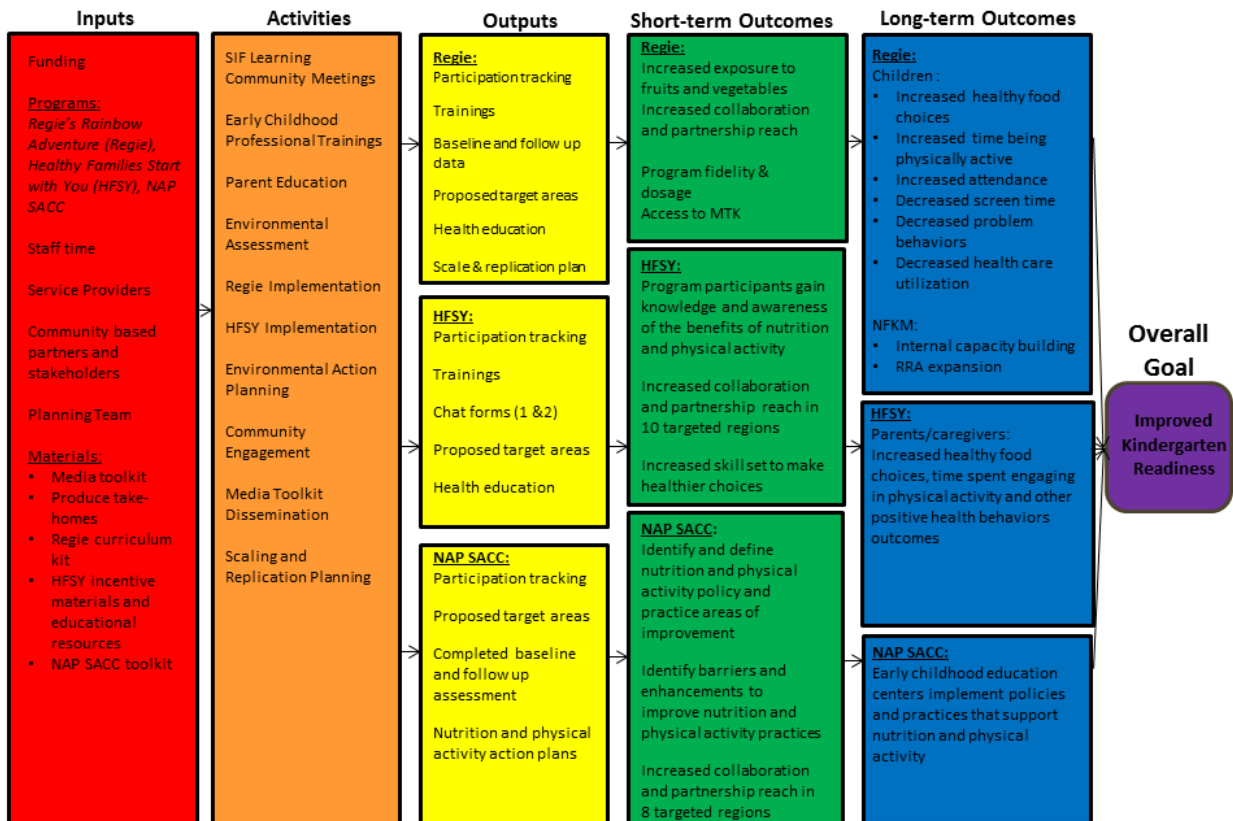 Inputs
Funding
Programs:
Regie's Rainbow
Adventure (Regie),
Healthy Families Start
with You (HFSY), NAP
SACC
Staff time
Service Providers
Community based
partners and
stakeholders
Planning Team
Materials:
• Media toolkit
• Produce take-
homes
• Regie curriculum
kit
• HFSY incentive
materials and
educational
resources
• NAP SACC toolkit
Activities
SIF Learning
Community Meetings
Early Childhood
Professional Trainings
Parent Education
Environmental
Assessment
Regie Implementation
HFSY Implementation
Environmental Action
Planning
Community
Engagement
Media Toolkit
Dissemination
Scaling and
Replication Planning
Outputs
Regie:
Participation tracking
Trainings
Baseline and follow up
data
Proposed target areas
Health education
Scale & replication plan
HFSY:
Participation tracking
Trainings
Chat forms (1 &2)
Proposed target areas
Health education
NAP SACC:
Participation tracking
Proposed target areas
Completed baseline
and follow up
assessment
Nutrition and physical
activity action plans
Short-term Outcomes
Regie:
Increased exposure to
fruits and vegetables
Increased collaboration
and partnership reach
Program fidelity &
dosage
Access to MTK
HFSY:
Program participants gain
knowledge and awareness
of the benefits of nutrition
and physical activity
Increased collaboration
and partnership reach in
10 targeted regions
Increased skill set to make
healthier choices
NAP SACC:
Identify and define
nutrition and physical
activity policy and
practice areas of
improvement
Identify barriers and
enhancements to
improve nutrition and
physical activity practices
Increased collaboration
and partnership reach in
8 targeted regions
Long-term Outcomes
Regie:
Children :
• Increased healthy food
choices
• Increased time being
physically active
• Increased attendance
• Decreased screen time
• Decreased problem
behaviors
• Decreased health care
utilization
NFKM:
• Internal capacity building
• RRA expansion
HFSY:
Parents/caregivers:
Increased healthy food
choices, time spent engaging
in physical activity and other
positive health behaviors
outcomes
NAP SACC:
Early childhood education
centers implement policies
and practices that support
nutrition and physical
activity
Overall
Goal
Improved
Kindergarten
Readiness